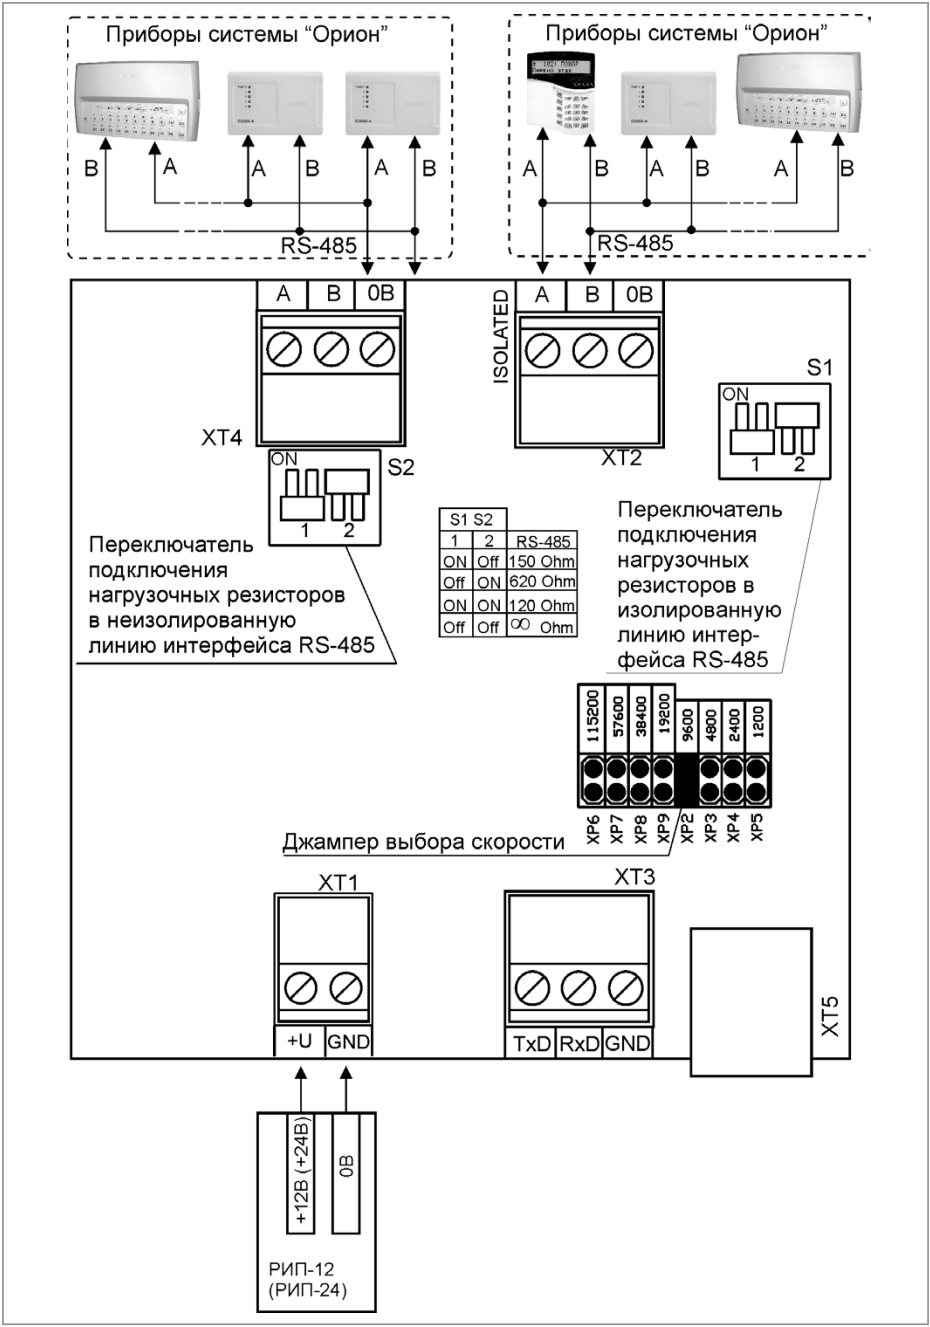 Приборы системы “Орион”
Приборы системы “Орион”
1021 ПОЖАР
B A A B A B
A B A B A B
RS-485
RS-485
A B 0В
ISOLATED
A B 0В
XT4
XT2
S1
ON
1 2
S2
ON
1 2
Переключатель
подключения
нагрузочных резисторов
в неизолированную
линию интерфейса RS-485
S1 S2
1 2 RS-485
ON Off 150 Ohm
Off ON 620 Ohm
ON ON 120 Ohm
Off Off ∞ Ohm
Переключатель
подключения
нагрузочных
резисторов в
изолированную
линию интер-
фейса RS-485
115200 57600 38400 19200 9600 4800 2400 1200
XP6 XP7 XP8 XP9 XP2 XP3 XP4 XP5
Джампер выбора скорости
XT1
XT3
XT5
+U GND
TxD RxD GND
+12В (+24В)
0В
РИП-12
(РИП-24)